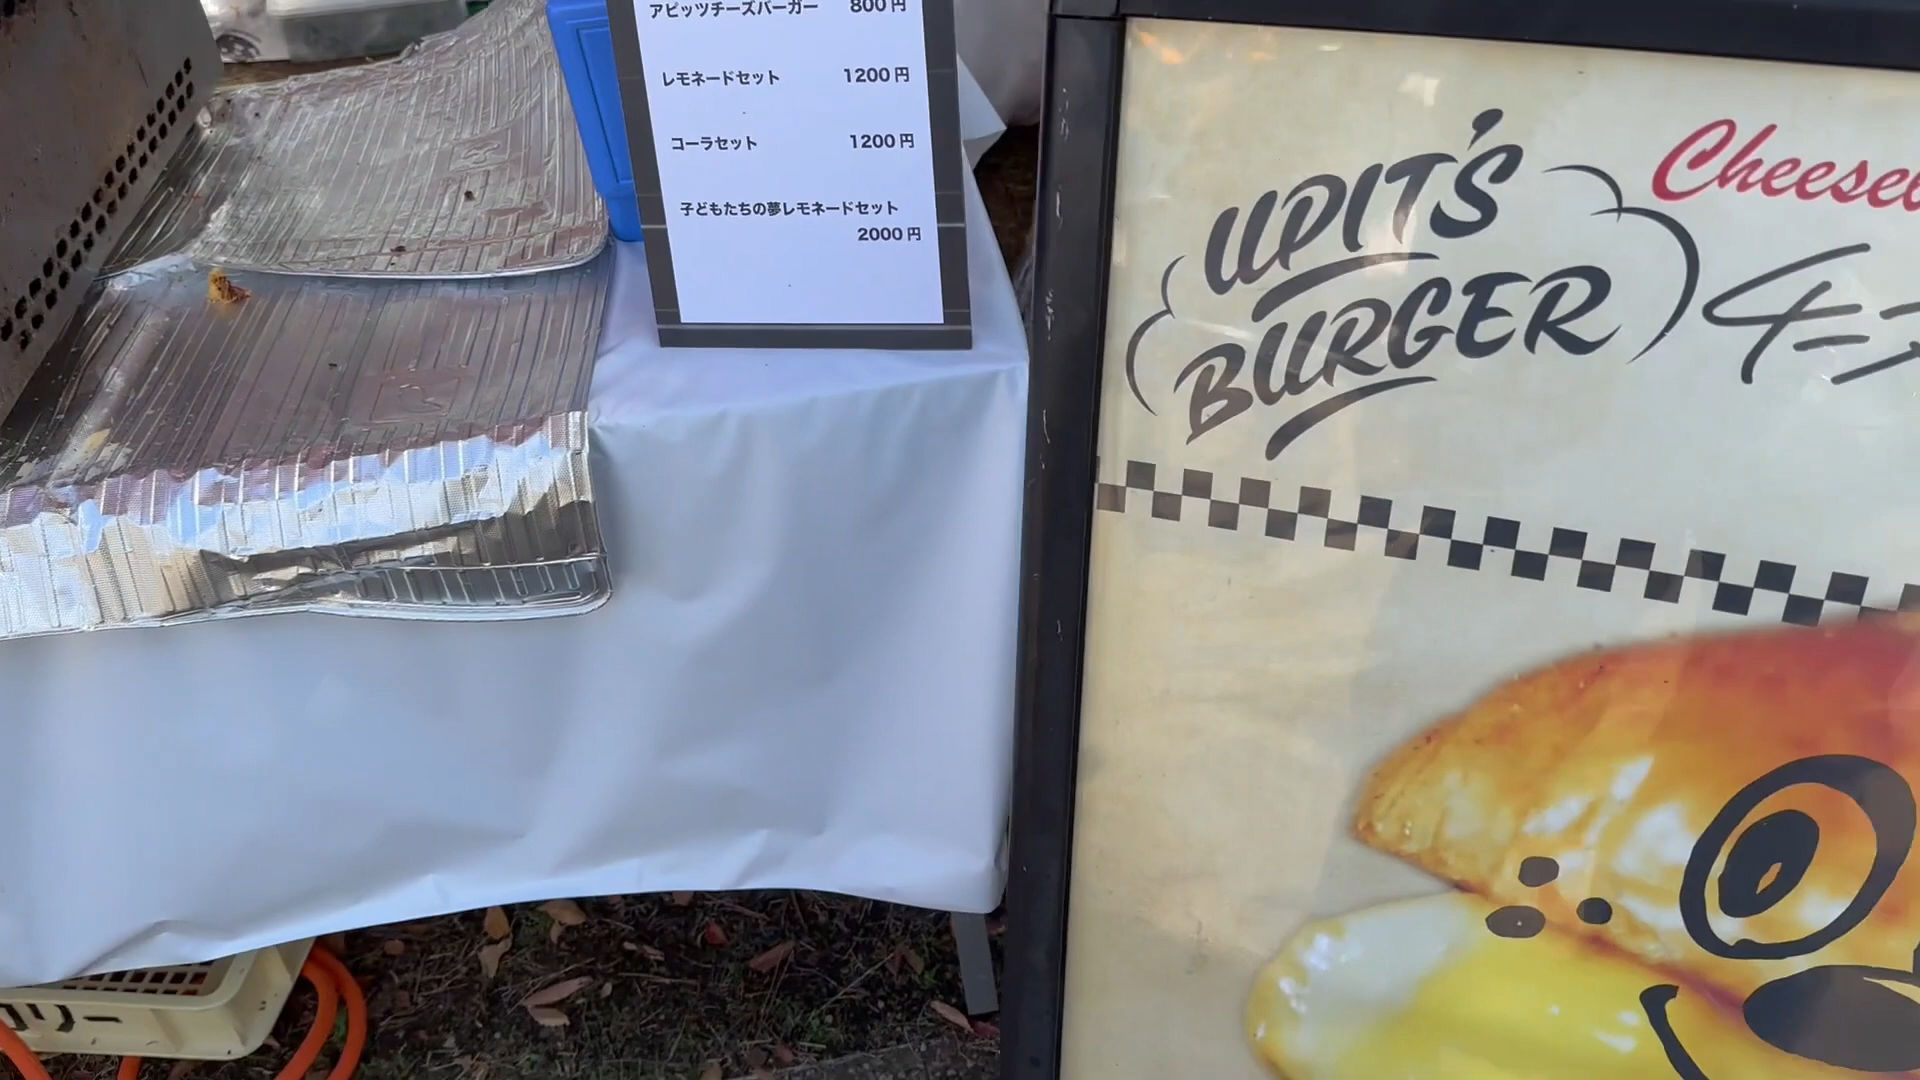 アピッツチーズバーガー 800円
レモネードセット 1200円
コーラセット 1200円
子どもたちの夢レモネードセット
2000円
UPIT'S
BURGER
リー